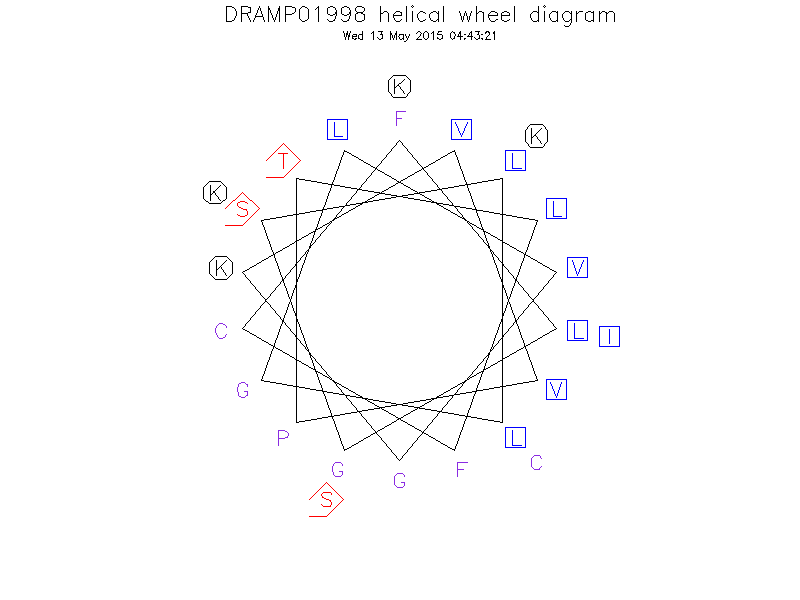 DRAMP01998 helical wheel diagram
Wed 13 May 2015 04:43:21
K
F
L V
K
T L
K
S L
K V
C L I
G V
P L
C
G F
G
S